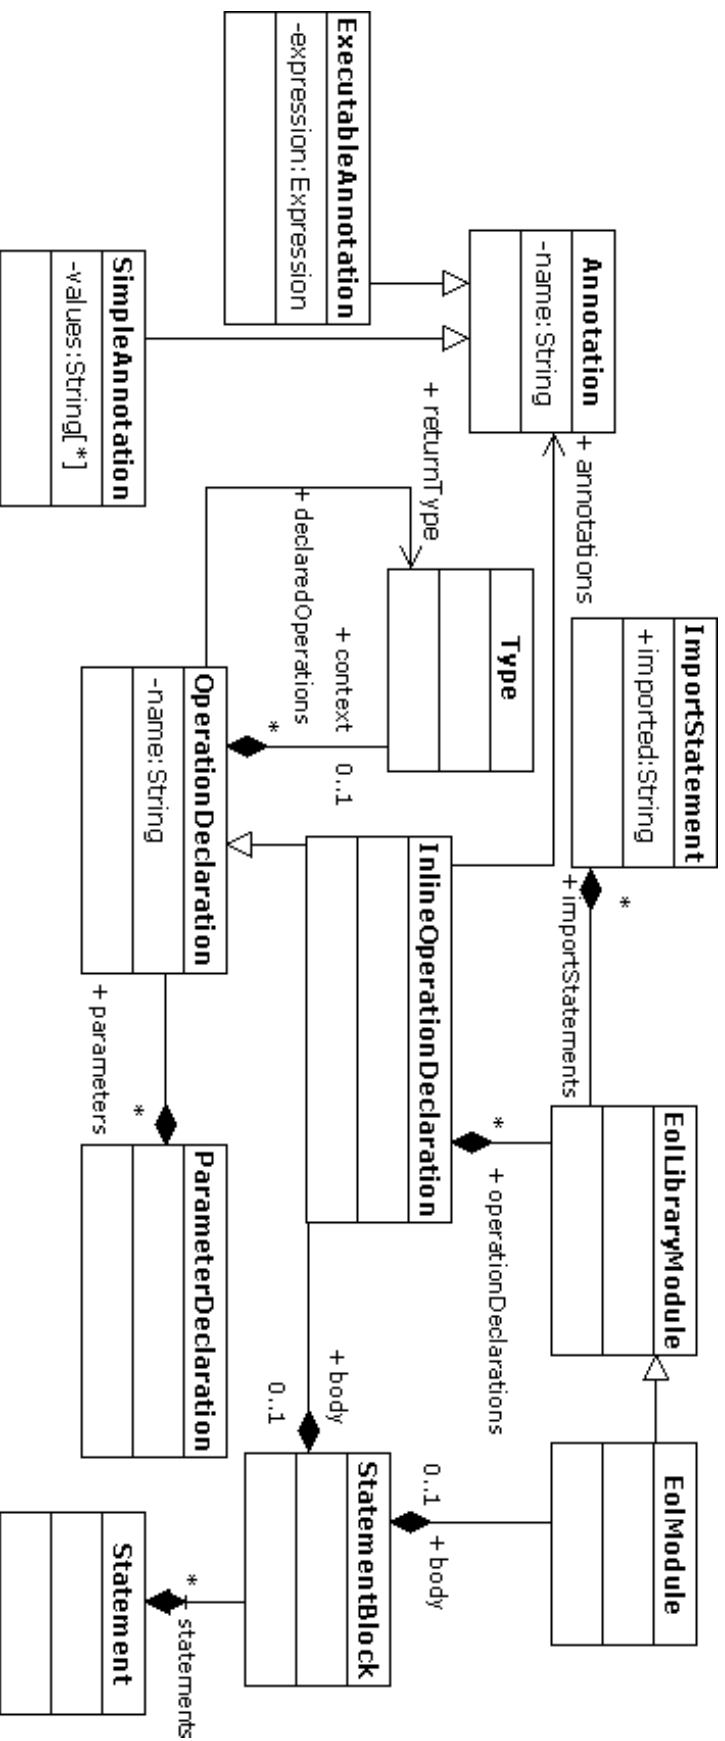 EolModule
EolLibraryModule
ImportStatement
+imported:String
*
+ importStatements
+ annotations
Annotation
-name:String
ExecutableAnnotation
-expression:Expression
SimpleAnnotation
-values:String[*]
+ returnType
Type
+ context
0..1
+ declaredOperations
*
OperationDeclaration
-name:String
InlineOperationDeclaration
*
+ operationDeclarations
+ parameters
*
ParameterDeclaration
+ body
0..1
0..1
+ body
StatementBlock
*
+ statements
Statement